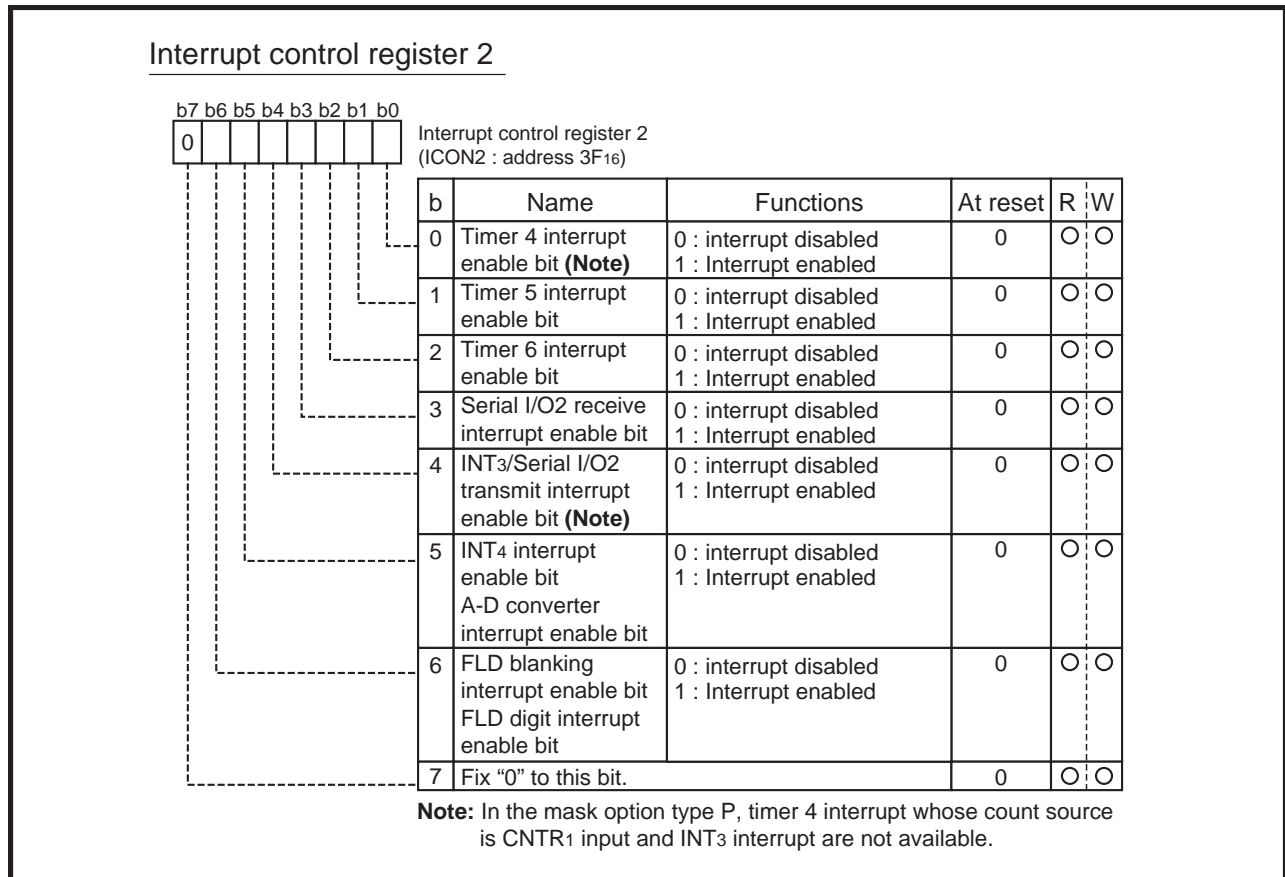 Interrupt control register 2
b7 b6 b5 b4 b3 b2 b1 b0
0
Interrupt control register 2
(ICON2 : address 3F16)
b Name Functions At reset R W
0 Timer 4 interrupt enable bit (Note) 0 : interrupt disabled 1 : Interrupt enabled 0 O O
1 Timer 5 interrupt enable bit 0 : interrupt disabled 1 : Interrupt enabled 0 O O
2 Timer 6 interrupt enable bit 0 : interrupt disabled 1 : Interrupt enabled 0 O O
3 Serial I/O2 receive interrupt enable bit 0 : interrupt disabled 1 : Interrupt enabled 0 O O
4 INT3/Serial I/O2 transmit interrupt enable bit (Note) 0 : interrupt disabled 1 : Interrupt enabled 0 O O
5 INT4 interrupt enable bit A-D converter interrupt enable bit 0 : interrupt disabled 1 : Interrupt enabled 0 O O
6 FLD blanking interrupt enable bit FLD digit interrupt enable bit 0 : interrupt disabled 1 : Interrupt enabled 0 O O
7 Fix “0” to this bit. 0 O O
Note: In the mask option type P, timer 4 interrupt whose count source
is CNTR1 input and INT3 interrupt are not available.